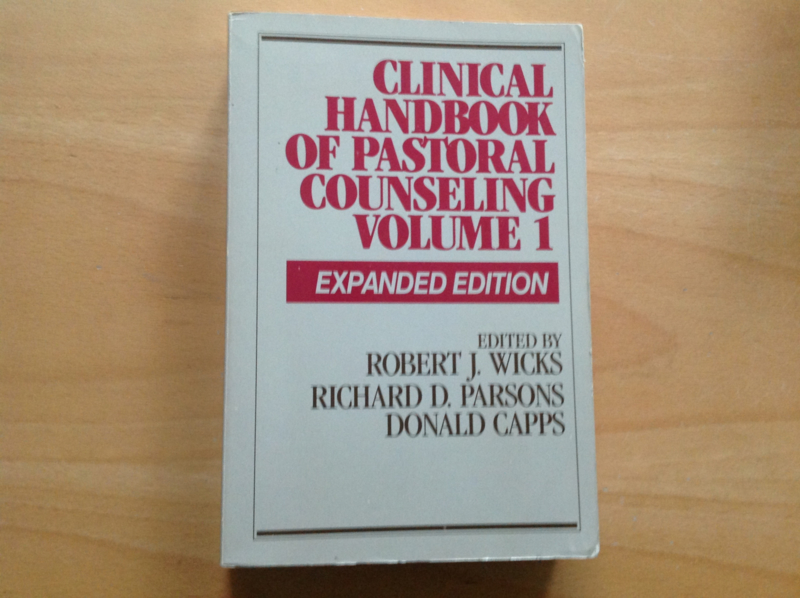 CLINICAL
HANDBOOK
OF PASTORAL
COUNSELING
VOLUME 1
EXPANDED EDITION
EDITED BY
ROBERT J. WICKS
RICHARD D. PARSONS
DONALD CAPPS